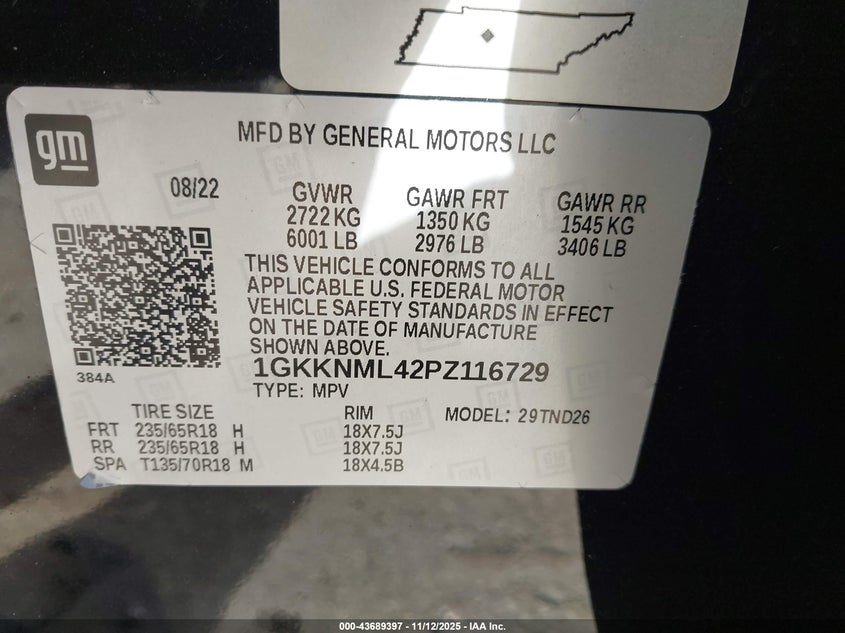 gm
MFD BY GENERAL MOTORS LLC
08/22
GVWR
2722 KG
6001 LB
GAWR FRT
1350 KG
2976 LB
GAWR RR
1545 KG
3406 LB
THIS VEHICLE CONFORMS TO ALL
APPLICABLE U.S. FEDERAL MOTOR
VEHICLE SAFETY STANDARDS IN EFFECT
ON THE DATE OF MANUFACTURE
SHOWN ABOVE.
384A
1GKKNML42PZ116729
TYPE: MPV
TIRE SIZE RIM MODEL: 29TND26
FRT 235/65R18 H 18X7.5J
RR 235/65R18 H 18X7.5J
SPA T135/70R18 M 18X4.5B
000-43689397 - 11/12/2025 - IAA Inc.